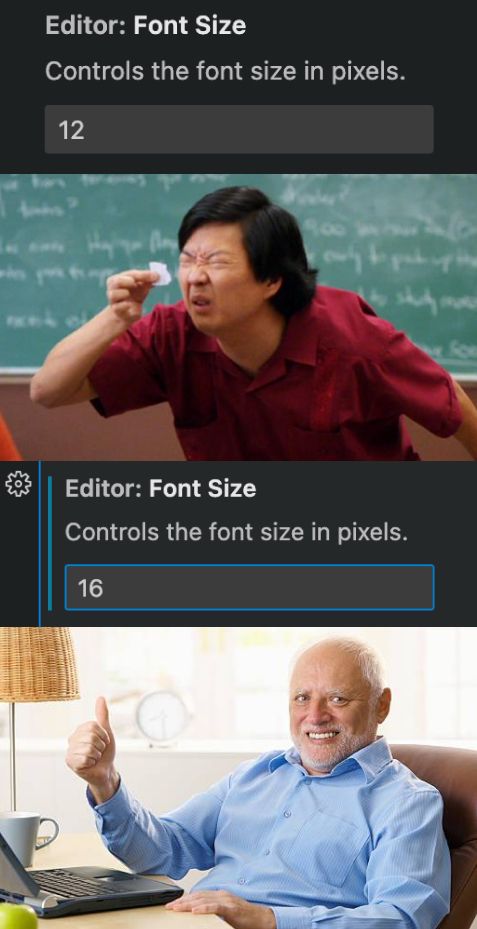 Editor: Font Size
Controls the font size in pixels.
12
Editor: Font Size
Controls the font size in pixels.
16